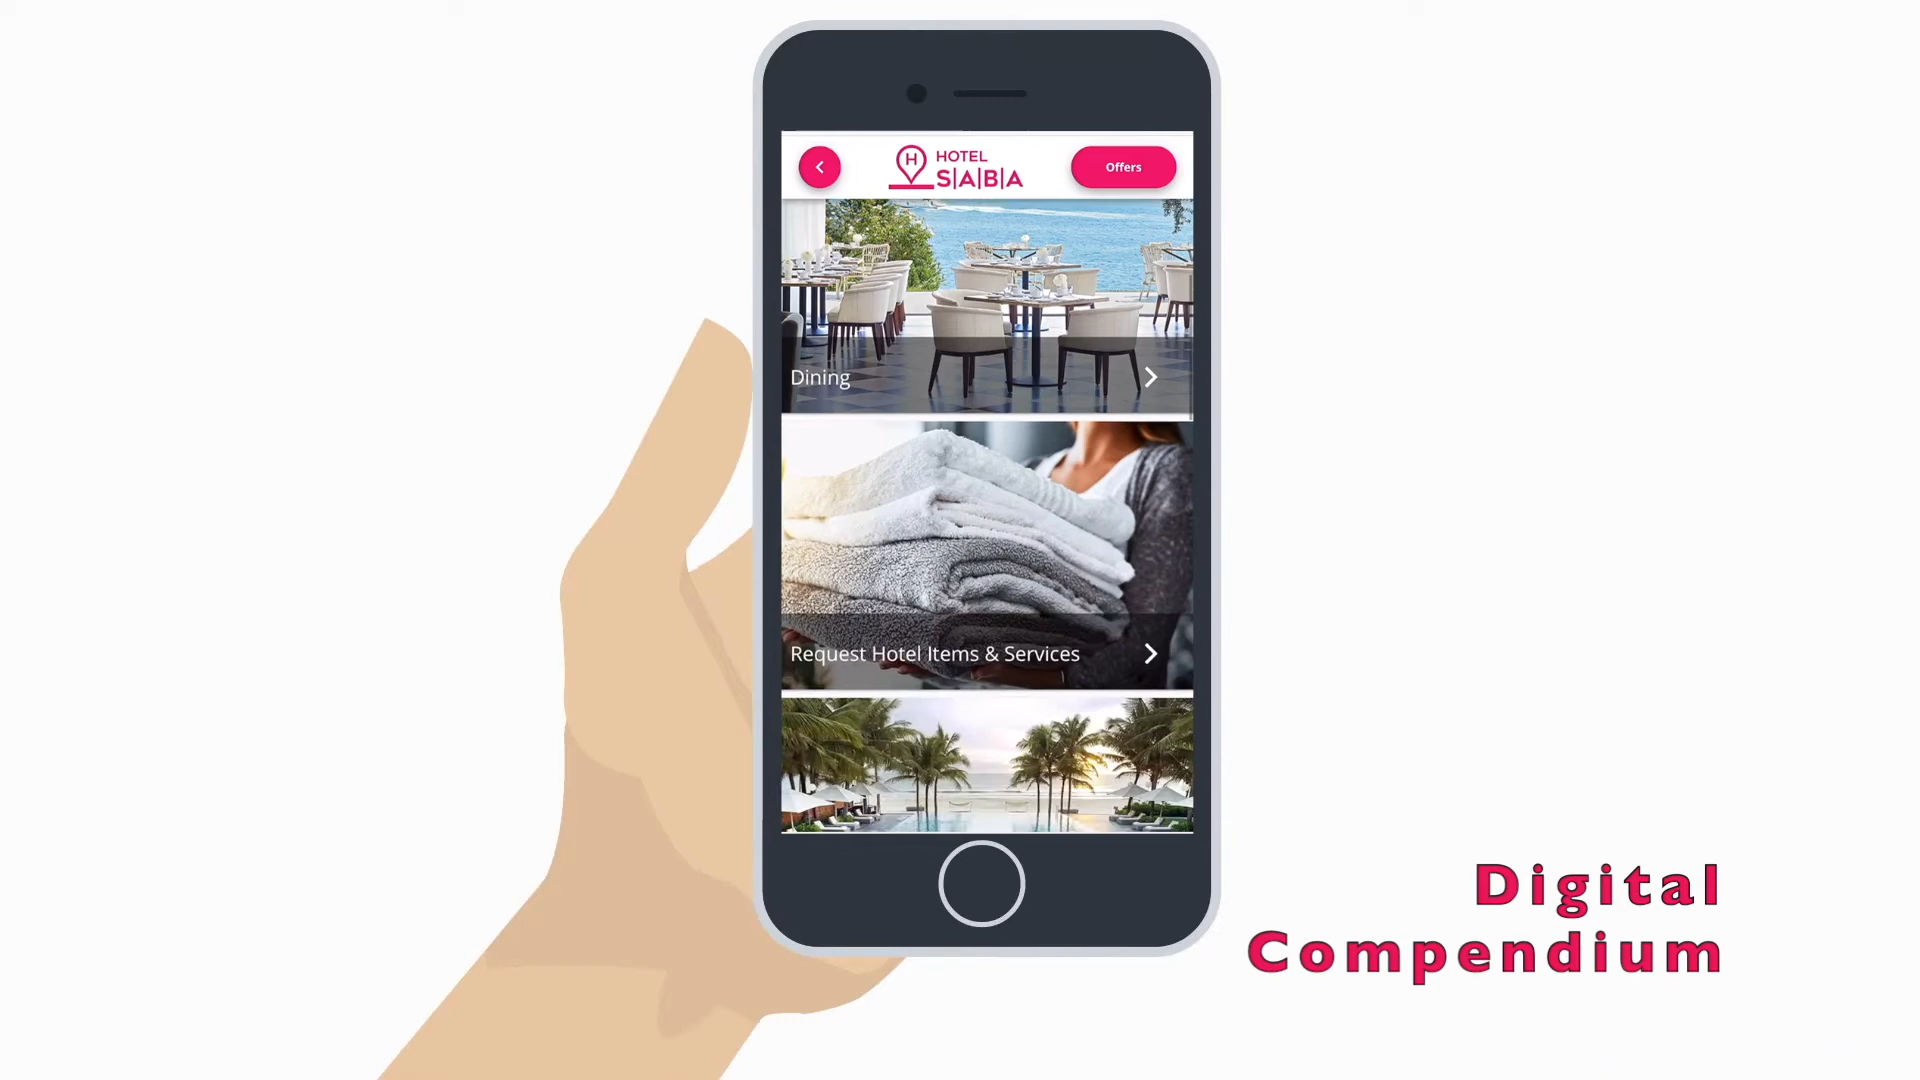 H
HOTEL
S|A|B|A
Offers
Dining
Request Hotel Items & Services
Digital
Compendium